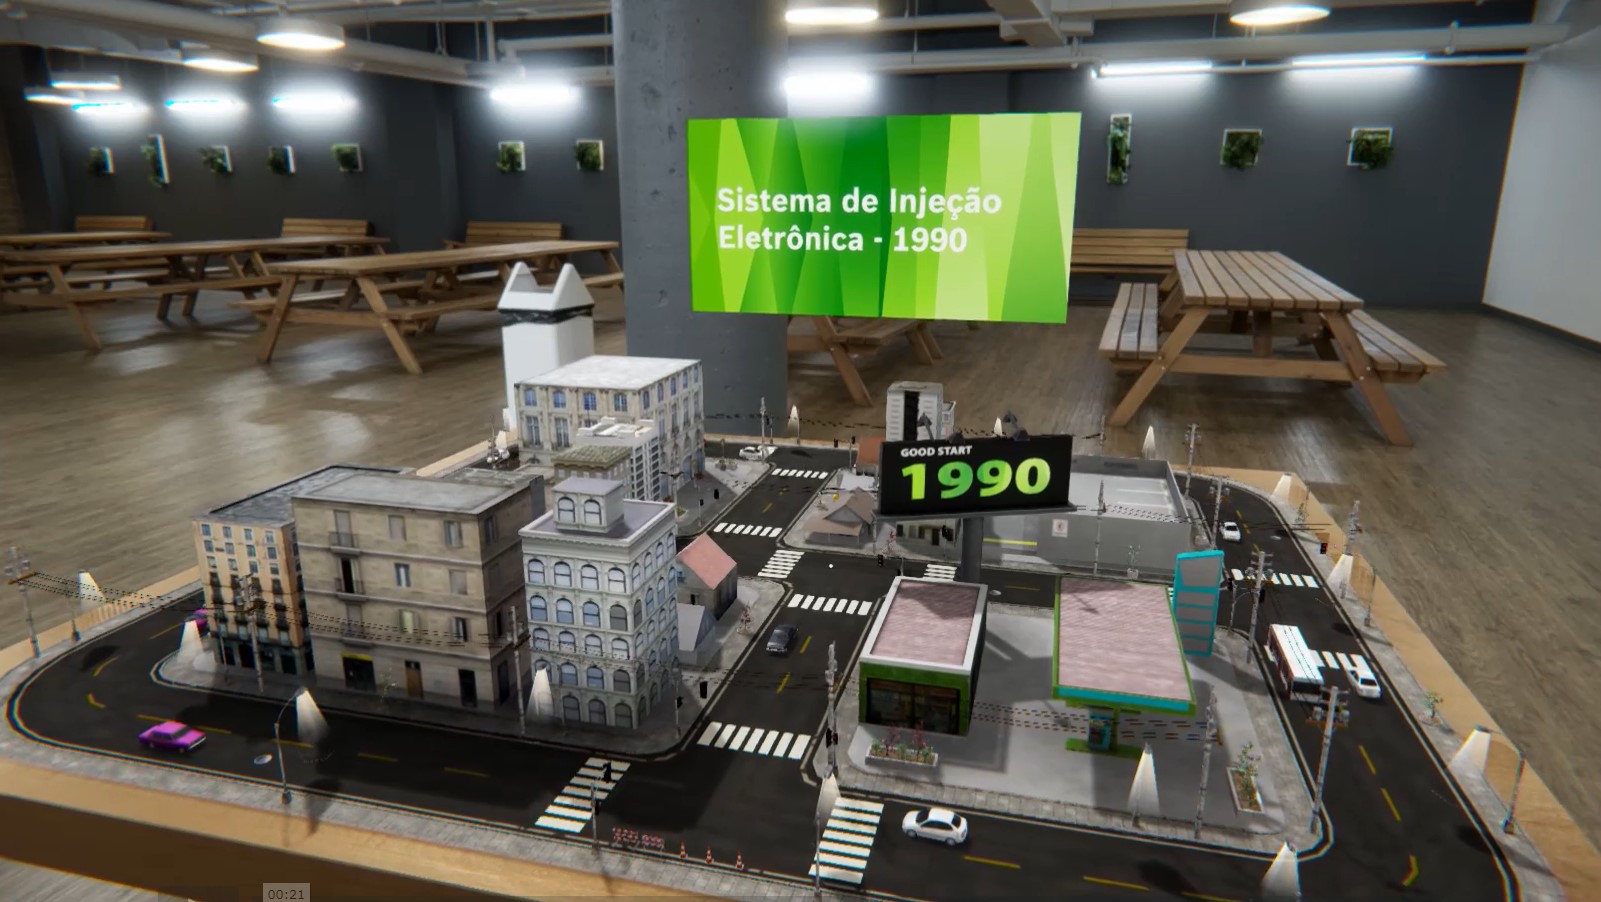 Sistema de Injeção
Eletrônica - 1990
GOOD START
1990
00:21